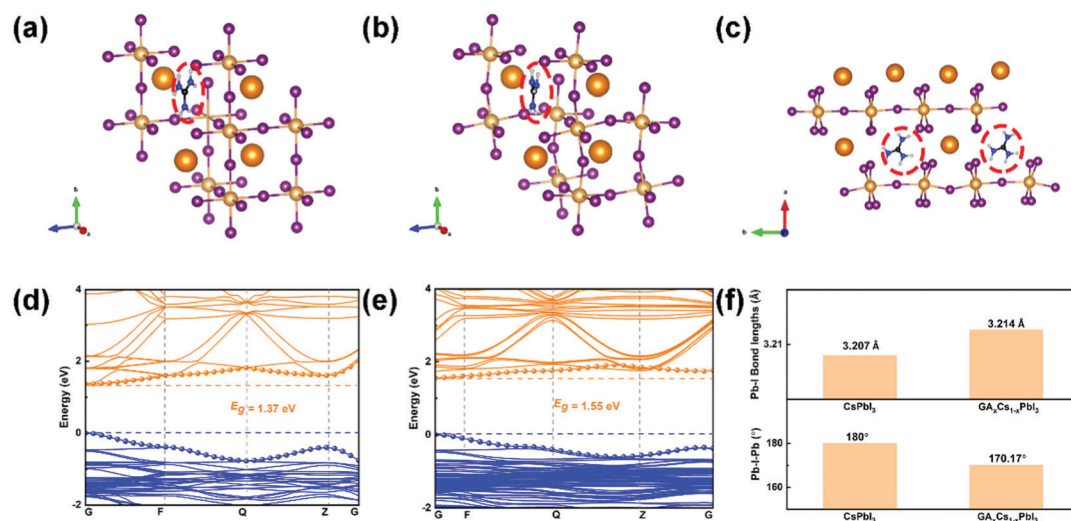 (a)
(b)
(c)
b
a
b
a
a
b
(d)
4
2
0
-2
Energy (eV)
Eg = 1.37 eV
G
F
Q
Z
G
(e)
4
2
0
-2
Energy (eV)
Eg = 1.55 eV
G
F
Q
Z
G
(f)
Pb-I Bond lengths (Å)
3.21
3.207 Å
3.214 Å
CsPbI3
GAxCs1-xPbI3
Pb-I-Pb (°)
180
160
180°
170.17°
CsPbI3
GAxCs1-xPbI3